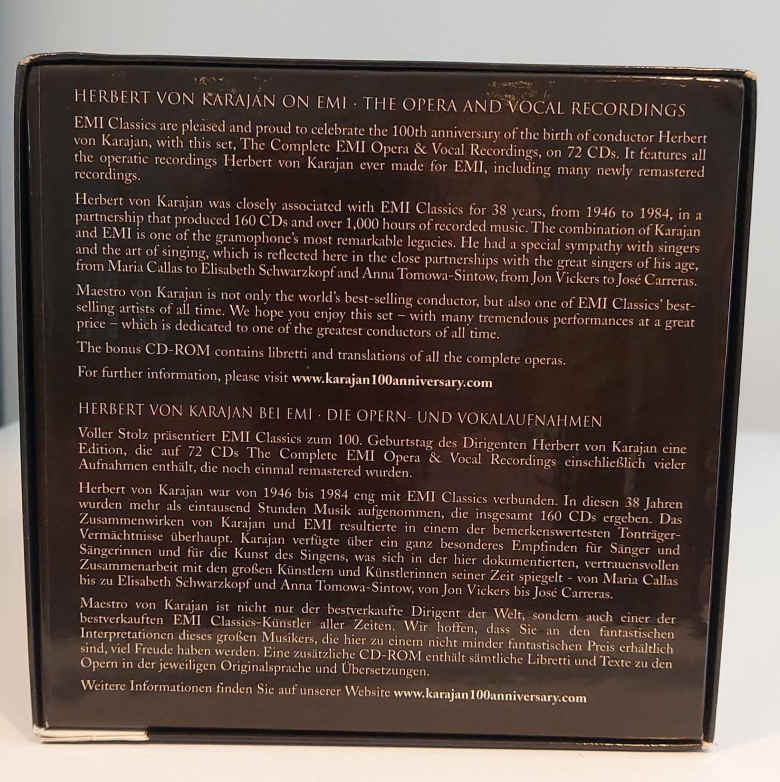 HERBERT VON KARAJAN ON EMI · THE OPERA AND VOCAL RECORDINGS
EMI Classics are pleased and proud to celebrate the 100th anniversary of the birth of conductor Herbert
von Karajan, with this set, The Complete EMI Opera & Vocal Recordings, on 72 CDs. It features all
the operatic recordings Herbert von Karajan ever made for EMI, including many newly remastered
recordings.
Herbert von Karajan was closely associated with EMI Classics for 38 years, from 1946 to 1984, in a
partnership that produced 160 CDs and over 1,000 hours of recorded music. The combination of Karajan
and EMI is one of the gramophone's most remarkable legacies. He had a special sympathy with singers
and the art of singing, which is reflected here in the close partnerships with the great singers of his age,
from Maria Callas to Elisabeth Schwarzkopf and Anna Tomowa-Sintow, from Jon Vickers to José Carreras.
Maestro von Karajan is not only the world's best-selling conductor, but also one of EMI Classics' best-
selling artists of all time. We hope you enjoy this set – with many tremendous performances at a great
price – which is dedicated to one of the greatest conductors of all time.
The bonus CD-ROM contains libretti and translations of all the complete operas.
For further information, please visit www.karajan100anniversary.com
HERBERT VON KARAJAN BEI EMI · DIE OPERN- UND VOKALAUFNAHMEN
Voller Stolz präsentiert EMI Classics zum 100. Geburtstag des Dirigenten Herbert von Karajan eine
Edition, die auf 72 CDs The Complete EMI Opera & Vocal Recordings einschließlich vieler
Aufnahmen enthält, die noch einmal remastered wurden.
Herbert von Karajan war von 1946 bis 1984 eng mit EMI Classics verbunden. In diesen 38 Jahren
wurden mehr als eintausend Stunden Musik aufgenommen, die insgesamt 160 CDs ergeben. Das
Zusammenwirken von Karajan und EMI resultierte in einem der bemerkenswertesten Tonträger-
Vermächtnisse überhaupt. Karajan verfügte über ein ganz besonderes Empfinden für Sänger und
Sängerinnen und für die Kunst des Singens, was sich in der hier dokumentierten, vertrauensvollen
Zusammenarbeit mit den großen Künstlern und Künstlerinnen seiner Zeit spiegelt - von Maria Callas
bis zu Elisabeth Schwarzkopf und Anna Tomowa-Sintow, von Jon Vickers bis José Carreras.
Maestro von Karajan ist nicht nur der bestverkaufte Dirigent der Welt, sondern auch einer der
bestverkauften EMI Classics-Künstler aller Zeiten. Wir hoffen, dass Sie an den fantastischen
Interpretationen dieses großen Musikers, die hier zu einem nicht minder fantastischen Preis erhältlich
sind, viel Freude haben werden. Eine zusätzliche CD-ROM enthält sämtliche Libretti und Texte zu den
Opern in der jeweiligen Originalsprache und Übersetzungen.
Weitere Informationen finden Sie auf unserer Website www.karajan100anniversary.com